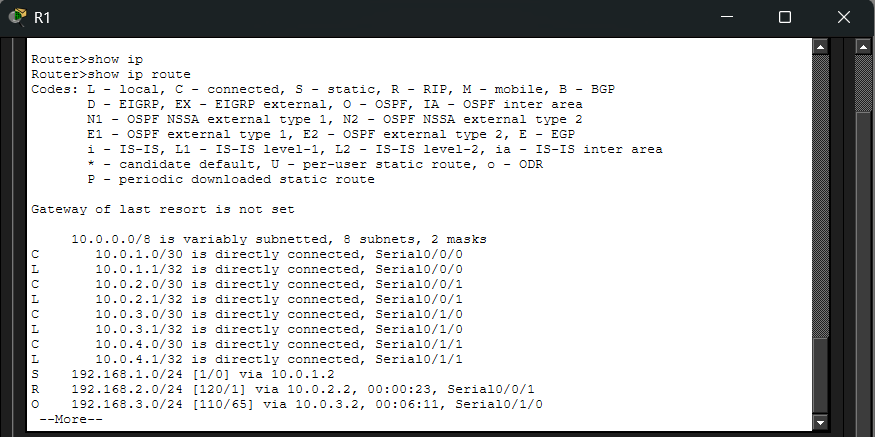 R1
Router>show ip
Router>show ip route
Codes: L - local, C - connected, S - static, R - RIP, M - mobile, B - BGP
       D - EIGRP, EX - EIGRP external, O - OSPF, IA - OSPF inter area
       N1 - OSPF NSSA external type 1, N2 - OSPF NSSA external type 2
       E1 - OSPF external type 1, E2 - OSPF external type 2, E - EGP
       i - IS-IS, L1 - IS-IS level-1, L2 - IS-IS level-2, ia - IS-IS inter area
       * - candidate default, U - per-user static route, o - ODR
       P - periodic downloaded static route
Gateway of last resort is not set
     10.0.0.0/8 is variably subnetted, 8 subnets, 2 masks
C       10.0.1.0/30 is directly connected, Serial0/0/0
L       10.0.1.1/32 is directly connected, Serial0/0/0
C       10.0.2.0/30 is directly connected, Serial0/0/1
L       10.0.2.1/32 is directly connected, Serial0/0/1
C       10.0.3.0/30 is directly connected, Serial0/1/0
L       10.0.3.1/32 is directly connected, Serial0/1/0
C       10.0.4.0/30 is directly connected, Serial0/1/1
L       10.0.4.1/32 is directly connected, Serial0/1/1
S    192.168.1.0/24 [1/0] via 10.0.1.2
R    192.168.2.0/24 [120/1] via 10.0.2.2, 00:00:23, Serial0/0/1
O    192.168.3.0/24 [110/65] via 10.0.3.2, 00:06:11, Serial0/1/0
 --More--